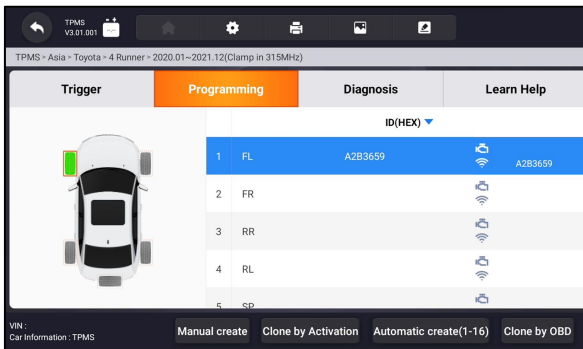 TPMS
V3.01.001
--.--
TPMS > Asia > Toyota > 4 Runner > 2020.01~2021.12(Clamp in 315MHz)
Trigger Programming Diagnosis Learn Help
ID(HEX)
1 FL A2B3659 A2B3659
2 FR
3 RR
4 RL
5 SP
VIN :
Car Information : TPMS
Manual create Clone by Activation Automatic create(1-16) Clone by OBD